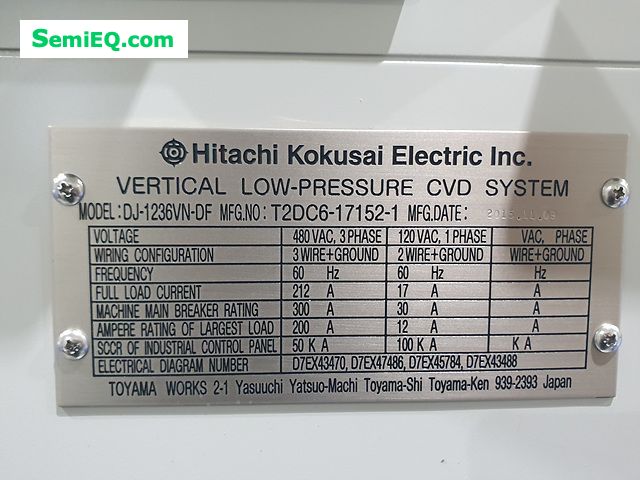 SemiEQ.com
Hitachi Kokusai Electric Inc.
VERTICAL LOW-PRESSURE CVD SYSTEM
MODEL: DJ-1236VN-DF MFG.NO: T2DC6-17152-1 MFG.DATE: 2015.11.09
VOLTAGE 480 VAC, 3 PHASE 120 VAC, 1 PHASE VAC, PHASE
WIRING CONFIGURATION 3 WIRE+GROUND 2 WIRE+GROUND WIRE+GROUND
FREQUENCY 60 Hz 60 Hz Hz
FULL LOAD CURRENT 212 A 17 A A
MACHINE MAIN BREAKER RATING 300 A 30 A A
AMPERE RATING OF LARGEST LOAD 200 A 12 A A
SCCR OF INDUSTRIAL CONTROL PANEL 50 K A 100 K A K A
ELECTRICAL DIAGRAM NUMBER D7EX43470, D7EX47486, D7EX45784, D7EX43488
TOYAMA WORKS 2-1 Yasuuchi Yatsuo-Machi Toyama-Shi Toyama-Ken 939-2393 Japan